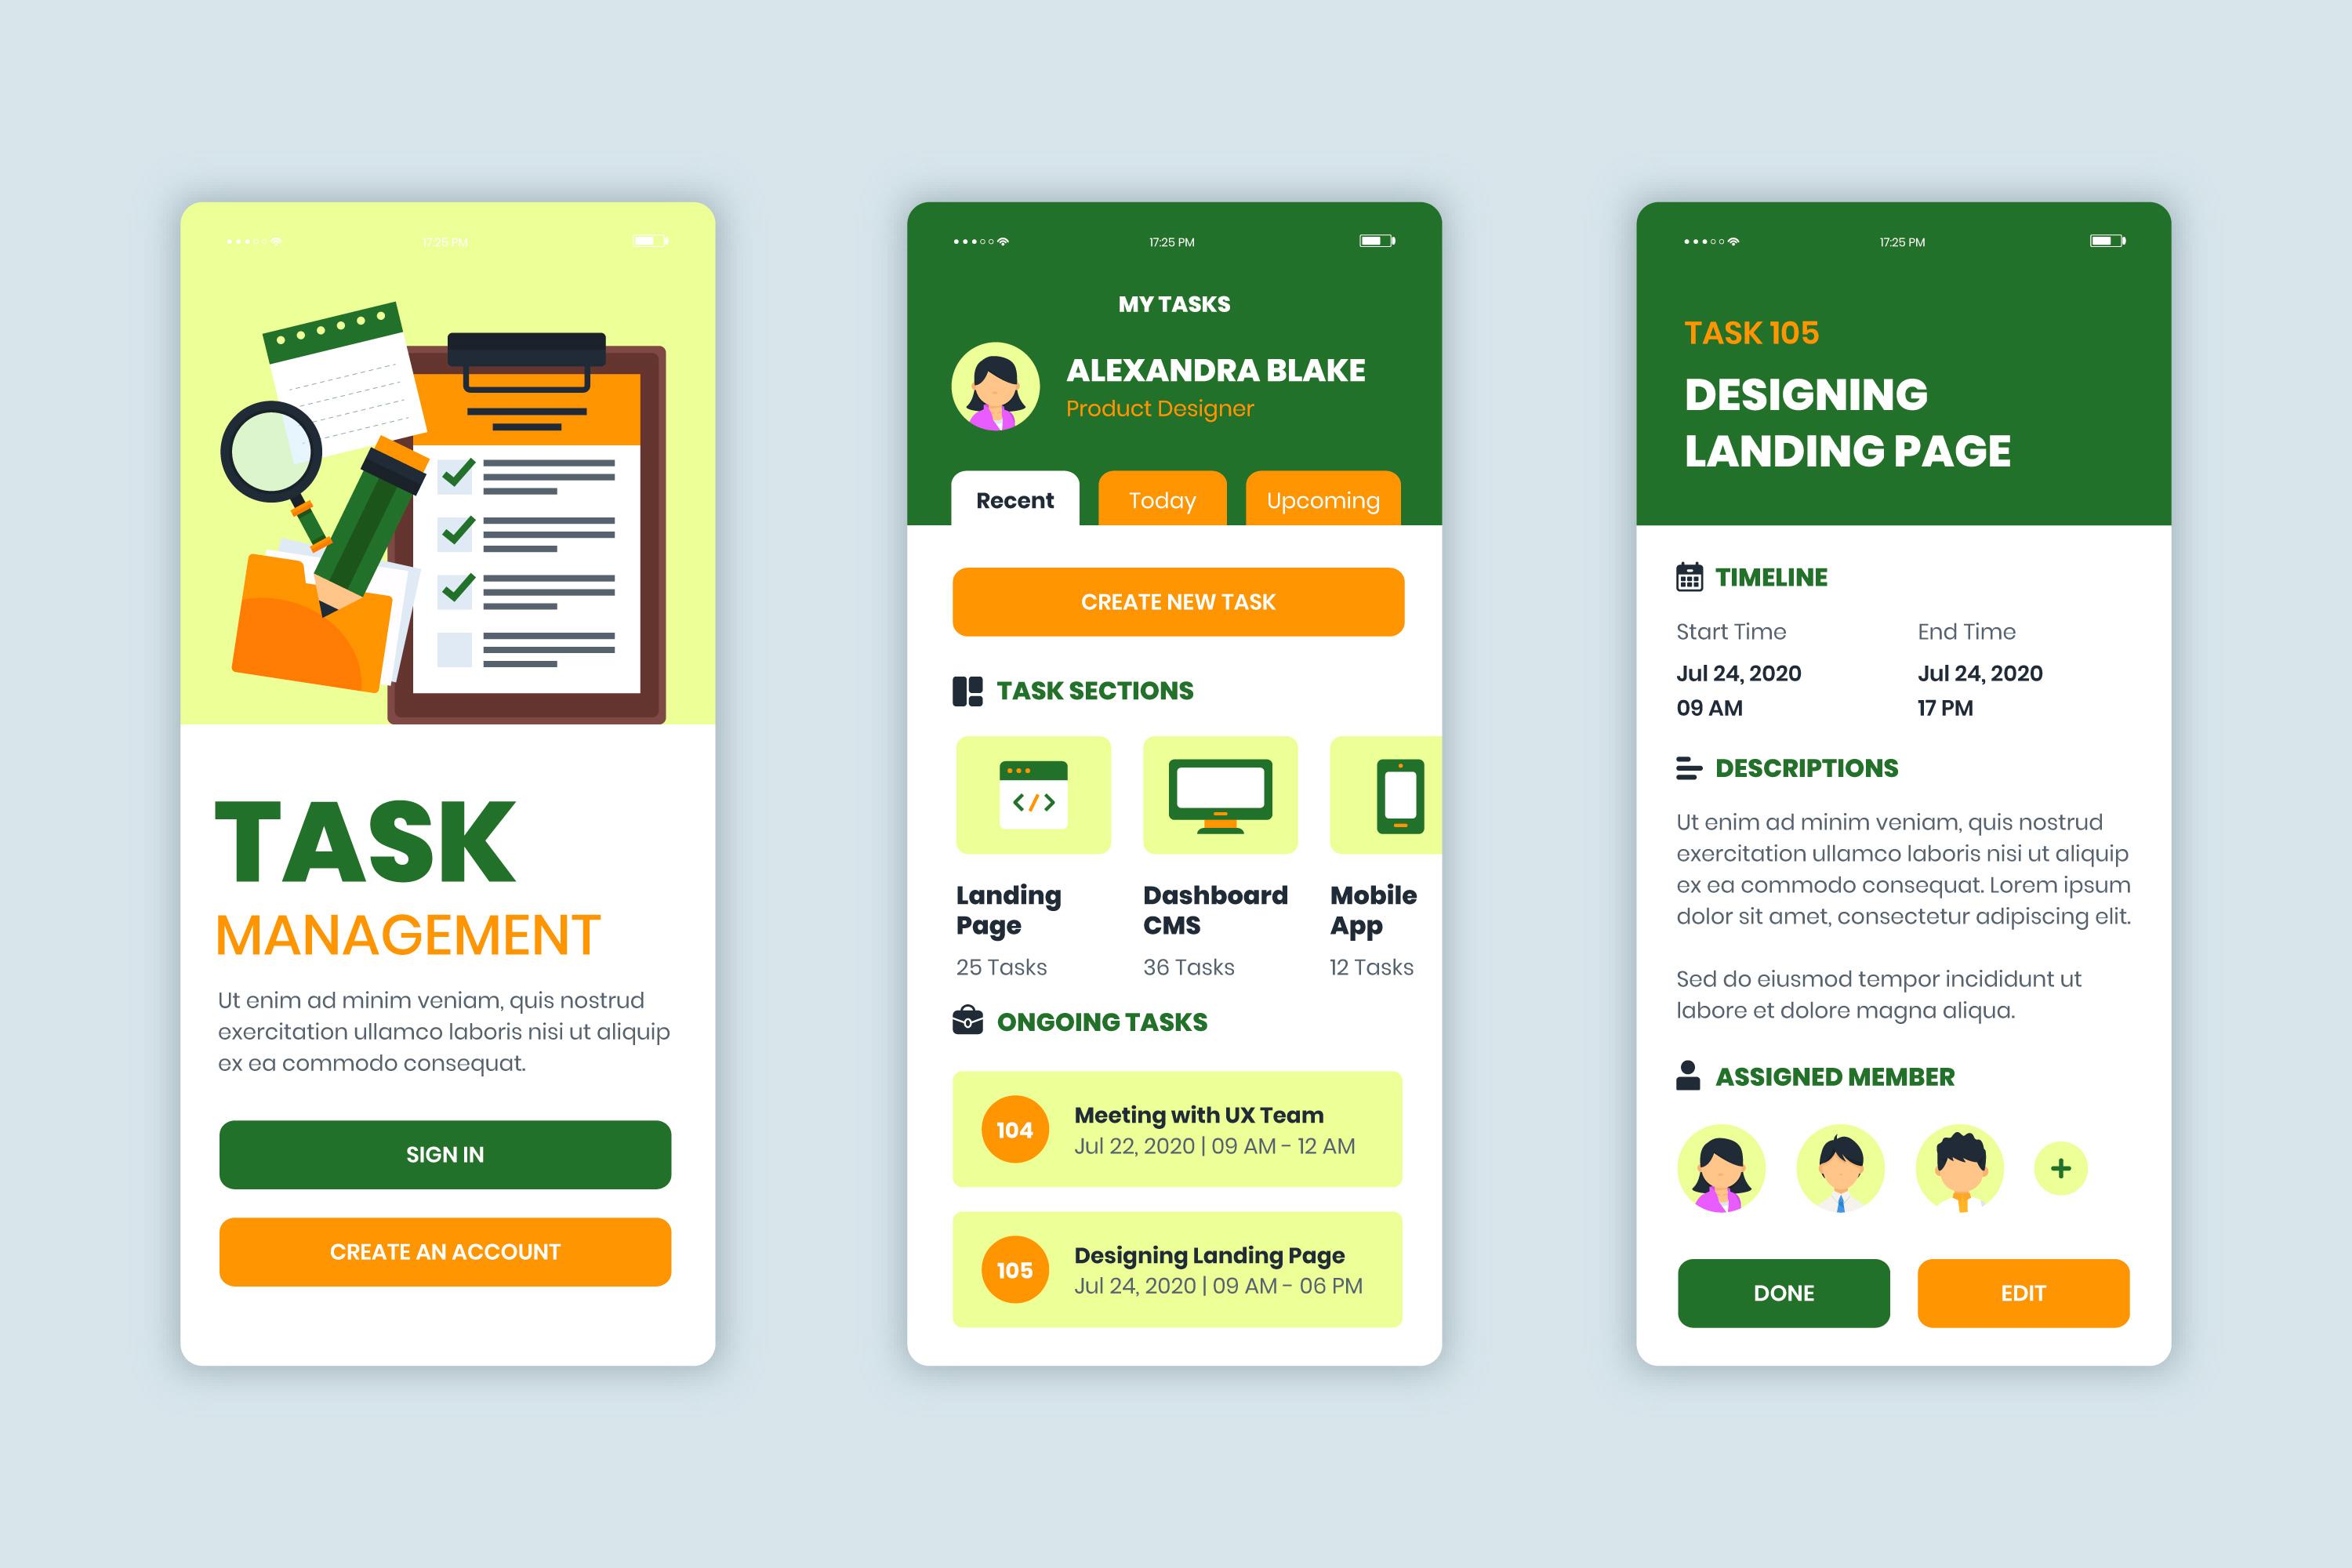 17:25 PM
TASK
MANAGEMENT
Ut enim ad minim veniam, quis nostrud
exercitation ullamco laboris nisi ut aliquip
ex ea commodo consequat.
SIGN IN
CREATE AN ACCOUNT
17:25 PM
MY TASKS
ALEXANDRA BLAKE
Product Designer
Recent Today Upcoming
CREATE NEW TASK
TASK SECTIONS
</>
Landing
Page
25 Tasks
Dashboard
CMS
36 Tasks
Mobile
App
12 Tasks
ONGOING TASKS
104
Meeting with UX Team
Jul 22, 2020 | 09 AM - 12 AM
105
Designing Landing Page
Jul 24, 2020 | 09 AM - 06 PM
17:25 PM
TASK 105
DESIGNING
LANDING PAGE
TIMELINE
Start Time
Jul 24, 2020
09 AM
End Time
Jul 24, 2020
17 PM
DESCRIPTIONS
Ut enim ad minim veniam, quis nostrud
exercitation ullamco laboris nisi ut aliquip
ex ea commodo consequat. Lorem ipsum
dolor sit amet, consectetur adipiscing elit.
Sed do eiusmod tempor incididunt ut
labore et dolore magna aliqua.
ASSIGNED MEMBER
+
DONE
EDIT